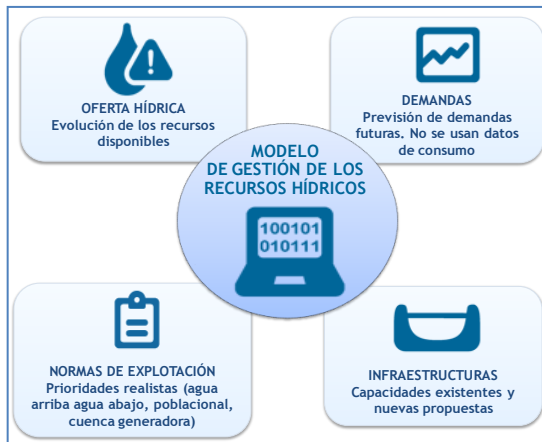 OFERTA HÍDRICA
Evolución de los recursos
disponibles
DEMANDAS
Previsión de demandas
futuras. No se usan datos
de consumo
MODELO
DE GESTIÓN DE LOS
RECURSOS HÍDRICOS
100101
010111
NORMAS DE EXPLOTACIÓN
Prioridades realistas (agua
arriba agua abajo, poblacional,
cuenca generadora)
INFRAESTRUCTURAS
Capacidades existentes y
nuevas propuestas